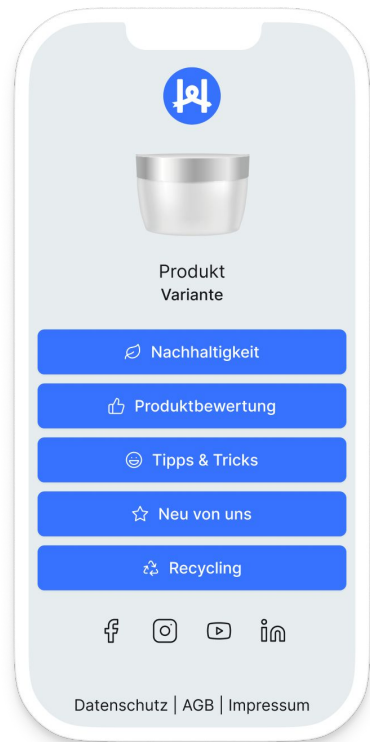 Produkt
Variante
Nachhaltigkeit
Produktbewertung
Tipps & Tricks
Neu von uns
Recycling
Datenschutz | AGB | Impressum